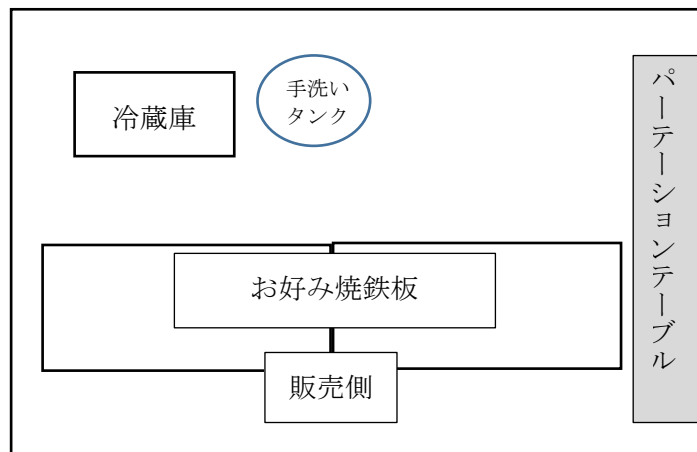 手洗い
タンク
冷蔵庫
パーテーションテーブル
お好み焼鉄板
販売側